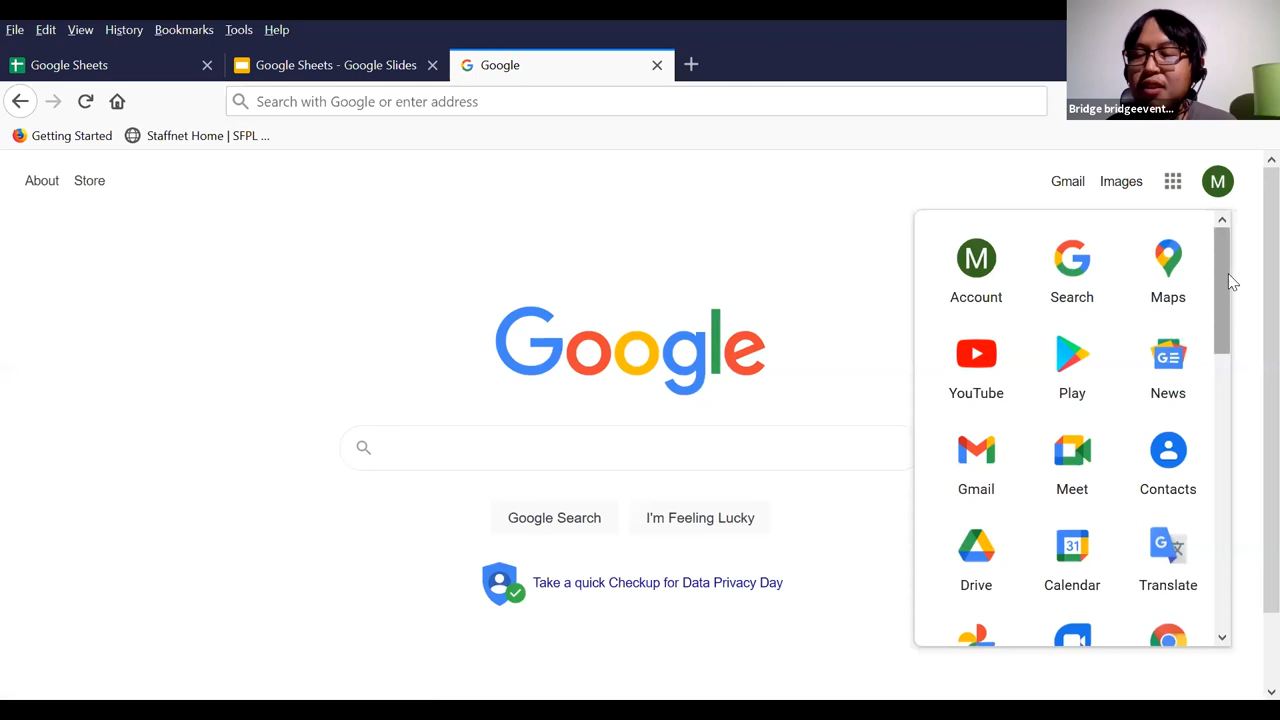 File Edit View History Bookmarks Tools Help
Google Sheets
Google Sheets - Google Slides
Google
Search with Google or enter address
Bridge bridgeevent...
Getting Started
Staffnet Home | SFPL ...
About Store
Gmail Images M
M
Account Search Maps
Google
GE
YouTube Play News
Gmail Meet Contacts
Google Search I'm Feeling Lucky
31 G
Drive Calendar Translate
Take a quick Checkup for Data Privacy Day